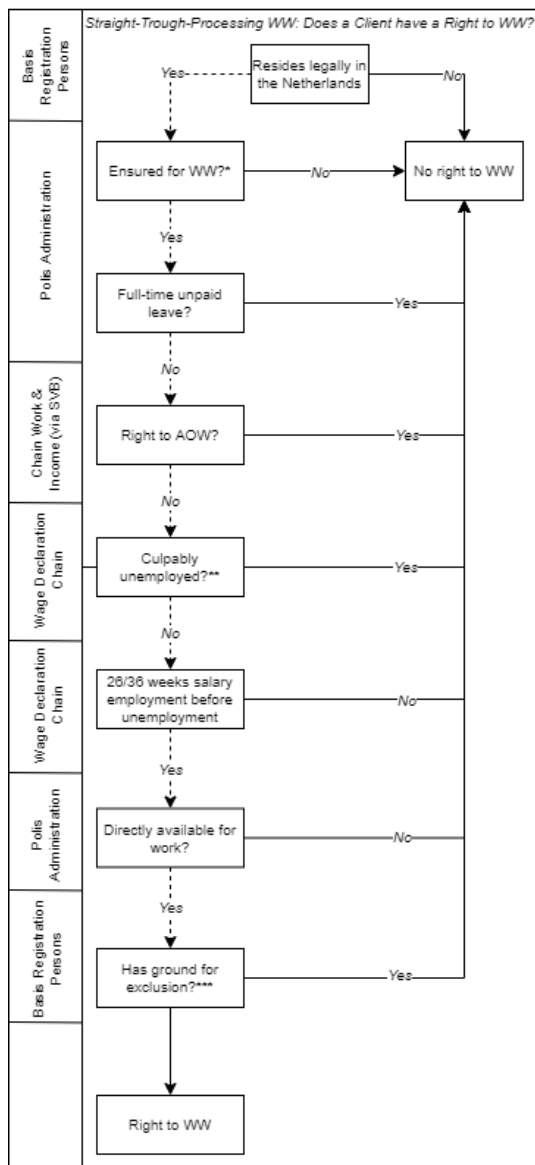 Straight-Trough-Processing WW: Does a Client have a Right to WW?
Basis
Registration
Persons
Resides legally in
the Netherlands
Yes
No
Polis Administration
Ensured for WW?*
No
No right to WW
Yes
Full-time unpaid
leave?
Yes
No
Chain Work &
Income (via SVB)
Right to AOW?
Yes
No
Wage Declaration
Chain
Culpably
unemployed?**
Yes
No
Wage Declaration
Chain
26/36 weeks salary
employment before
unemployment
No
Yes
Polis
Administration
Directly available for
work?
No
Yes
Basis Registration
Persons
Has ground for
exclusion?***
Yes
Right to WW